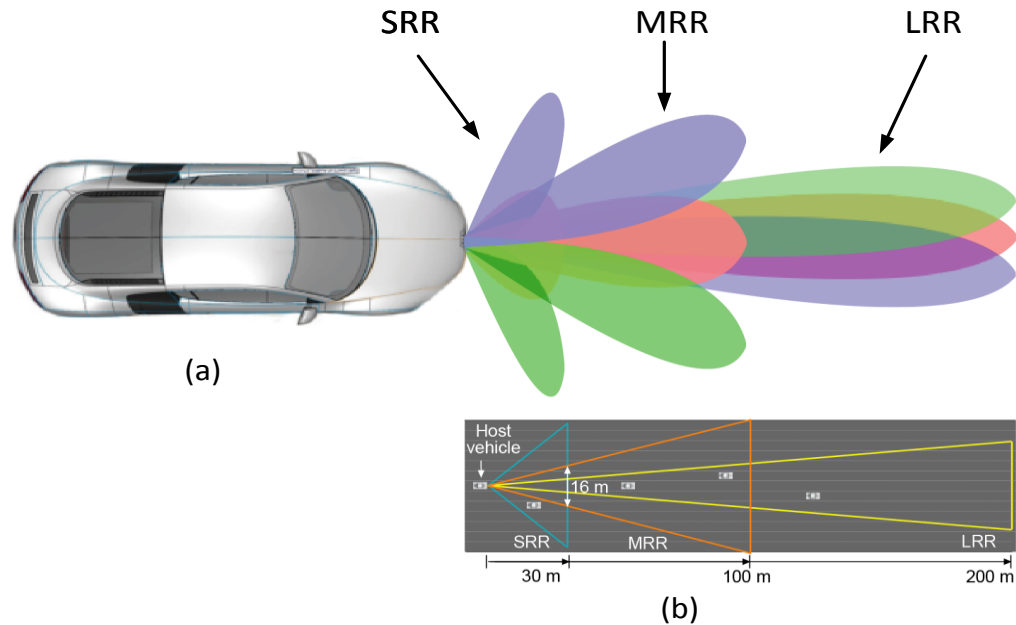 SRR
MRR
LRR
(a)
Host
vehicle
16 m
SRR
MRR
LRR
30 m
100 m
200 m
(b)